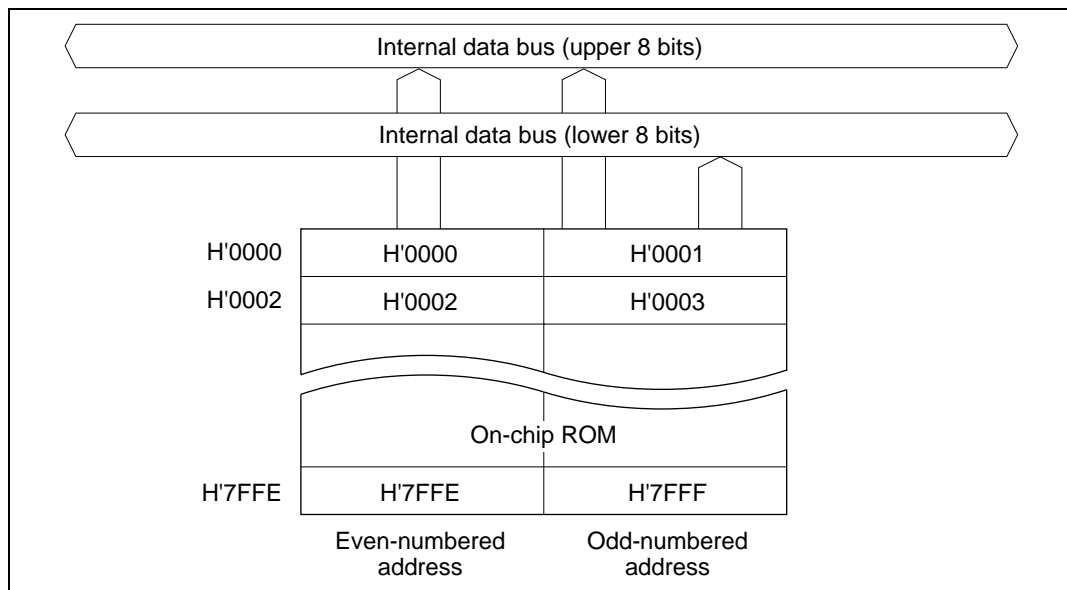 Internal data bus (upper 8 bits)
Internal data bus (lower 8 bits)
H'0000 H'0000 H'0001
H'0002 H'0002 H'0003
On-chip ROM
H'7FFE H'7FFE H'7FFF
Even-numbered Odd-numbered
address address